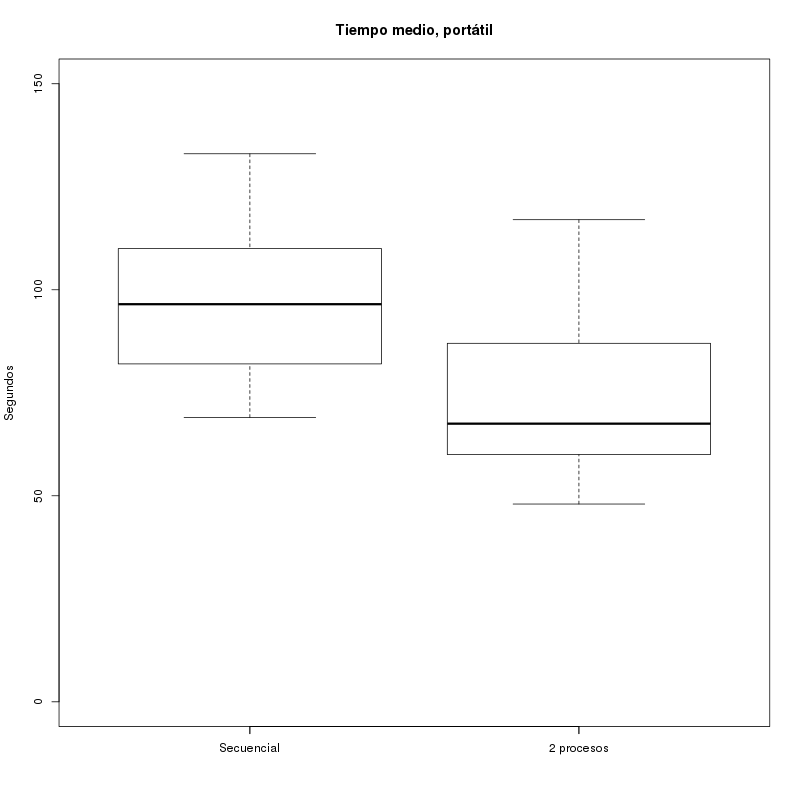 Tiempo medio, portátil
150
100
50
0
Segundos
Secuencial
2 procesos